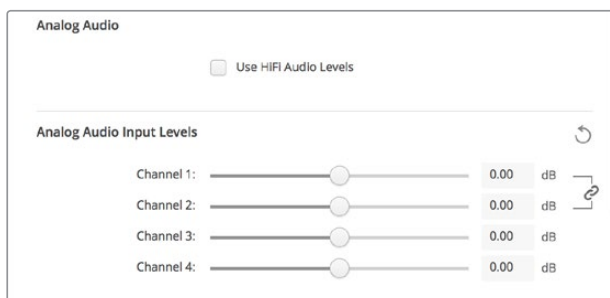 Analog Audio
Use HiFi Audio Levels
Analog Audio Input Levels
Channel 1: 0.00 dB
Channel 2: 0.00 dB
Channel 3: 0.00 dB
Channel 4: 0.00 dB